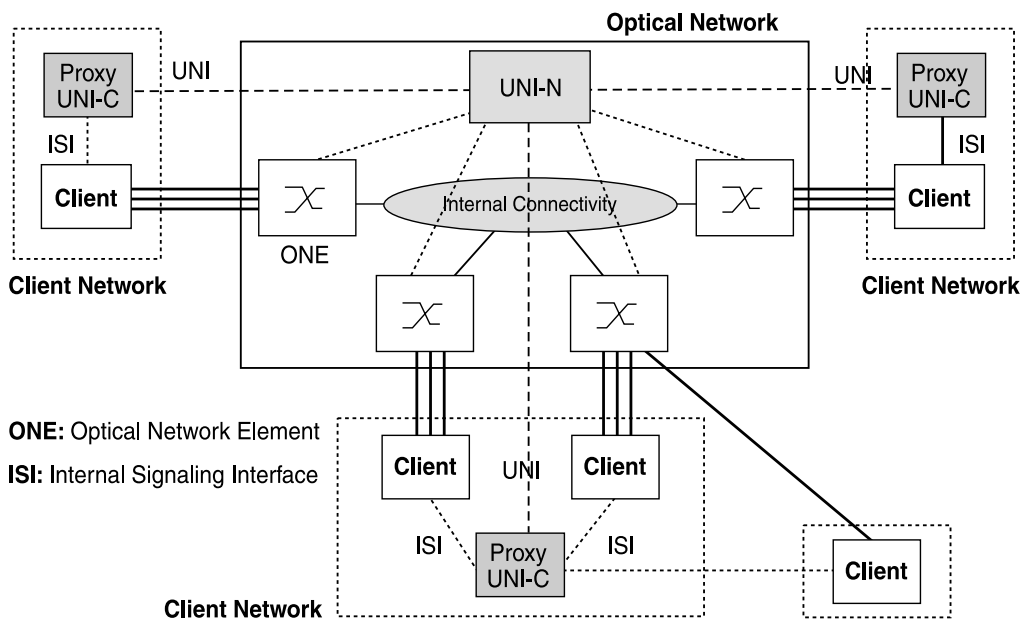 Optical Network
Proxy
UNI-C
UNI
UNI-N
UNI
Proxy
UNI-C
ISI
ISI
Client
Internal Connectivity
Client
ONE
Client Network
Client Network
ONE: Optical Network Element
ISI: Internal Signaling Interface
Client
UNI
Client
ISI
Proxy
UNI-C
ISI
Client
Client Network